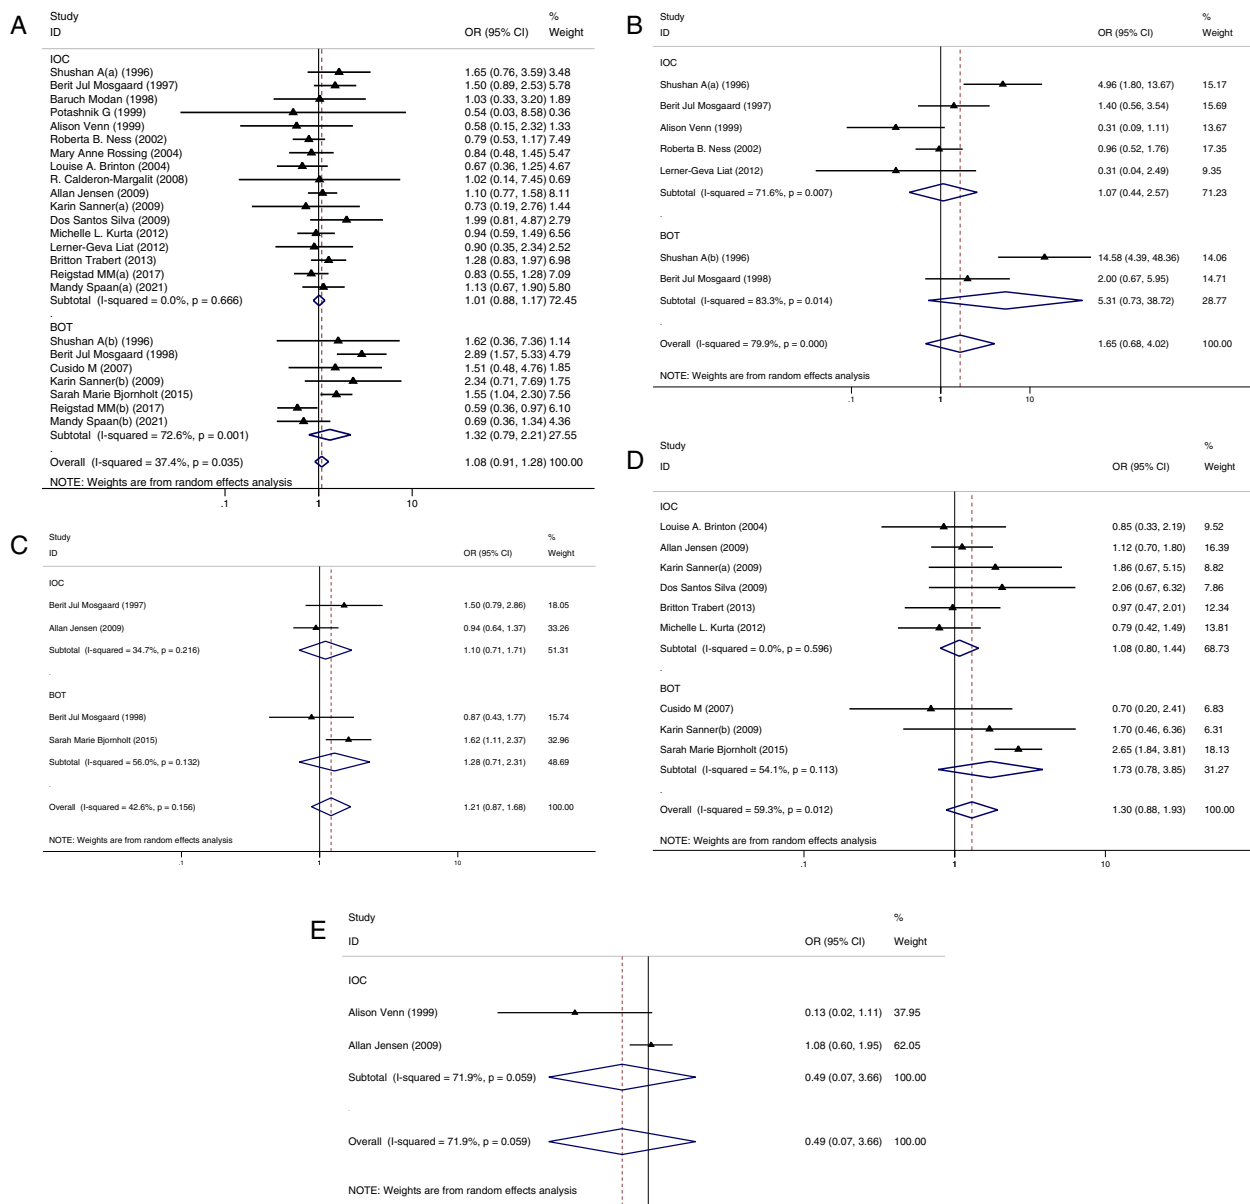 A
Study %
ID OR (95% CI) Weight
IOC
Shushan A(a) (1996) 1.65 (0.76, 3.59) 3.48
Berit Jul Mosgaard (1997) 1.50 (0.89, 2.53) 5.78
Baruch Modan (1998) 1.03 (0.33, 3.20) 1.89
Potashnik G (1999) 0.54 (0.03, 8.58) 0.36
Alison Venn (1999) 0.58 (0.15, 2.32) 1.33
Roberta B. Ness (2002) 0.79 (0.53, 1.17) 7.49
Mary Anne Rossing (2004) 0.84 (0.48, 1.45) 5.47
Louise A. Brinton (2004) 0.67 (0.36, 1.25) 4.67
R. Calderon-Margalit (2008) 1.02 (0.14, 7.45) 0.69
Allan Jensen (2009) 1.10 (0.77, 1.58) 8.11
Karin Sanner(a) (2009) 0.73 (0.19, 2.76) 1.44
Dos Santos Silva (2009) 1.99 (0.81, 4.87) 2.79
Michelle L. Kurta (2012) 0.94 (0.59, 1.49) 6.56
Lerner-Geva Liat (2012) 0.90 (0.35, 2.34) 2.52
Britton Trabert (2013) 1.28 (0.83, 1.97) 6.98
Reigstad MM(a) (2017) 0.83 (0.55, 1.28) 7.09
Mandy Spaan(a) (2021) 1.13 (0.67, 1.90) 5.80
Subtotal (I-squared = 0.0%, p = 0.666) 1.01 (0.88, 1.17) 72.45
.
BOT
Shushan A(b) (1996) 1.62 (0.36, 7.36) 1.14
Berit Jul Mosgaard (1998) 2.89 (1.57, 5.33) 4.79
Cusido M (2007) 1.51 (0.48, 4.76) 1.85
Karin Sanner(b) (2009) 2.34 (0.71, 7.69) 1.75
Sarah Marie Bjornholt (2015) 1.55 (1.04, 2.30) 7.56
Reigstad MM(b) (2017) 0.59 (0.36, 0.97) 6.10
Mandy Spaan(b) (2021) 0.69 (0.36, 1.34) 4.36
Subtotal (I-squared = 72.6%, p = 0.001) 1.32 (0.79, 2.21) 27.55
.
Overall (I-squared = 37.4%, p = 0.035) 1.08 (0.91, 1.28) 100.00
NOTE: Weights are from random effects analysis
.1 1 10
B
Study %
ID OR (95% CI) Weight
IOC
Shushan A(a) (1996) 4.96 (1.80, 13.67) 15.17
Berit Jul Mosgaard (1997) 1.40 (0.56, 3.54) 15.69
Alison Venn (1999) 0.31 (0.09, 1.11) 13.67
Roberta B. Ness (2002) 0.96 (0.52, 1.76) 17.35
Lerner-Geva Liat (2012) 0.31 (0.04, 2.49) 9.35
Subtotal (I-squared = 71.6%, p = 0.007) 1.07 (0.44, 2.57) 71.23
.
BOT
Shushan A(b) (1996) 14.58 (4.39, 48.36) 14.06
Berit Jul Mosgaard (1998) 2.00 (0.67, 5.95) 14.71
Subtotal (I-squared = 83.3%, p = 0.014) 5.31 (0.73, 38.72) 28.77
.
Overall (I-squared = 79.9%, p = 0.000) 1.65 (0.68, 4.02) 100.00
NOTE: Weights are from random effects analysis
.1 1 10
C
Study %
ID OR (95% CI) Weight
IOC
Berit Jul Mosgaard (1997) 1.50 (0.79, 2.86) 18.05
Allan Jensen (2009) 0.94 (0.64, 1.37) 33.26
Subtotal (I-squared = 34.7%, p = 0.216) 1.10 (0.71, 1.71) 51.31
.
BOT
Berit Jul Mosgaard (1998) 0.87 (0.43, 1.77) 15.74
Sarah Marie Bjornholt (2015) 1.62 (1.11, 2.37) 32.96
Subtotal (I-squared = 56.0%, p = 0.132) 1.28 (0.71, 2.31) 48.69
.
Overall (I-squared = 42.6%, p = 0.156) 1.21 (0.87, 1.68) 100.00
NOTE: Weights are from random effects analysis
.1 1 10
D
Study %
ID OR (95% CI) Weight
IOC
Louise A. Brinton (2004) 0.85 (0.33, 2.19) 9.52
Allan Jensen (2009) 1.12 (0.70, 1.80) 16.39
Karin Sanner(a) (2009) 1.86 (0.67, 5.15) 8.82
Dos Santos Silva (2009) 2.06 (0.67, 6.32) 7.86
Britton Trabert (2013) 0.97 (0.47, 2.01) 12.34
Michelle L. Kurta (2012) 0.79 (0.42, 1.49) 13.81
Subtotal (I-squared = 0.0%, p = 0.596) 1.08 (0.80, 1.44) 68.73
.
BOT
Cusido M (2007) 0.70 (0.20, 2.41) 6.83
Karin Sanner(b) (2009) 1.70 (0.46, 6.36) 6.31
Sarah Marie Bjornholt (2015) 2.65 (1.84, 3.81) 18.13
Subtotal (I-squared = 54.1%, p = 0.113) 1.73 (0.78, 3.85) 31.27
.
Overall (I-squared = 59.3%, p = 0.012) 1.30 (0.88, 1.93) 100.00
NOTE: Weights are from random effects analysis
.1 1 10
E
Study %
ID OR (95% CI) Weight
IOC
Alison Venn (1999) 0.13 (0.02, 1.11) 37.95
Allan Jensen (2009) 1.08 (0.60, 1.95) 62.05
Subtotal (I-squared = 71.9%, p = 0.059) 0.49 (0.07, 3.66) 100.00
.
Overall (I-squared = 71.9%, p = 0.059) 0.49 (0.07, 3.66) 100.00
NOTE: Weights are from random effects analysis